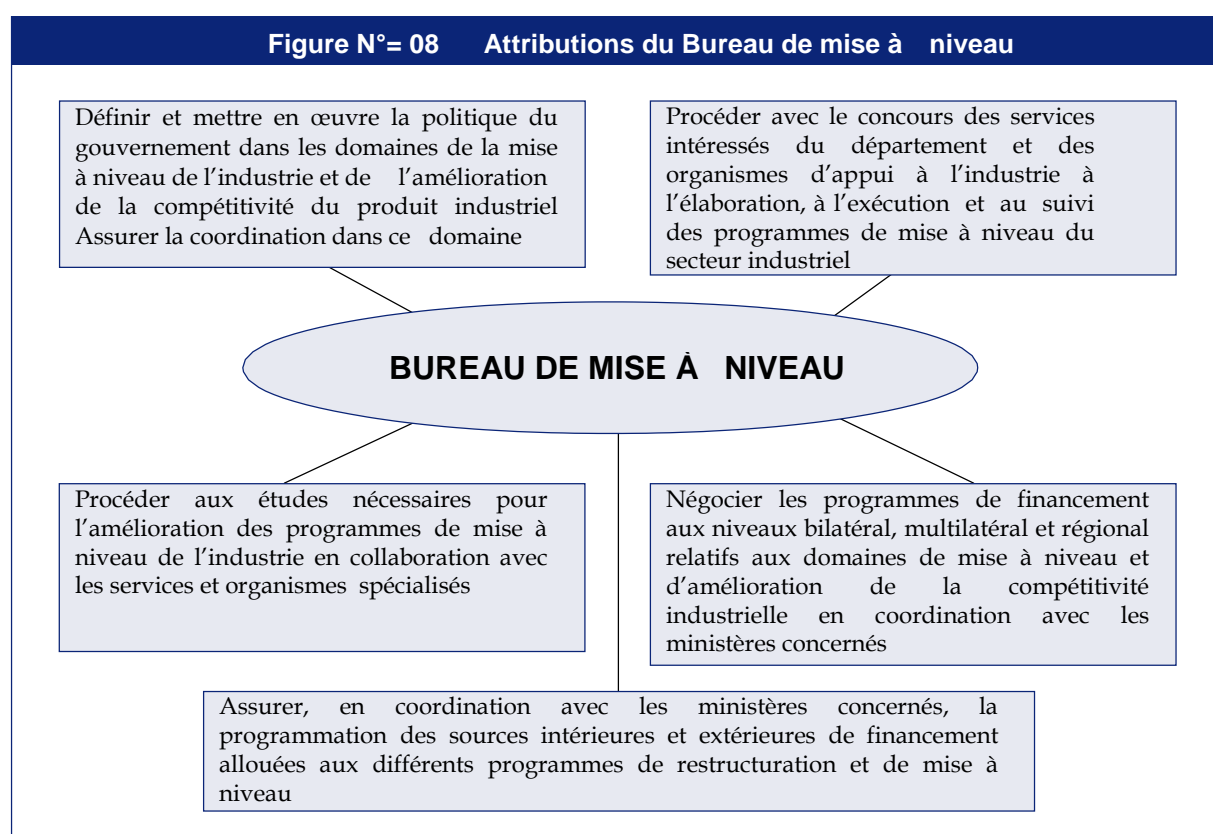 Figure N°= 08 Attributions du Bureau de mise à niveau
Définir et mettre en œuvre la politique du
gouvernement dans les domaines de la mise
à niveau de l'industrie et de l'amélioration
de la compétitivité du produit industriel
Assurer la coordination dans ce domaine
Procéder avec le concours des services
intéressés du département et des
organismes d'appui à l'industrie à
l'élaboration, à l'exécution et au suivi
des programmes de mise à niveau du
secteur industriel
BUREAU DE MISE À NIVEAU
Procéder aux études nécessaires pour
l'amélioration des programmes de mise à
niveau de l'industrie en collaboration avec
les services et organismes spécialisés
Négocier les programmes de financement
aux niveaux bilatéral, multilatéral et régional
relatifs aux domaines de mise à niveau et
d'amélioration de la compétitivité
industrielle en coordination avec les
ministères concernés
Assurer, en coordination avec les ministères concernés, la
programmation des sources intérieures et extérieures de financement
allouées aux différents programmes de restructuration et de mise à
niveau